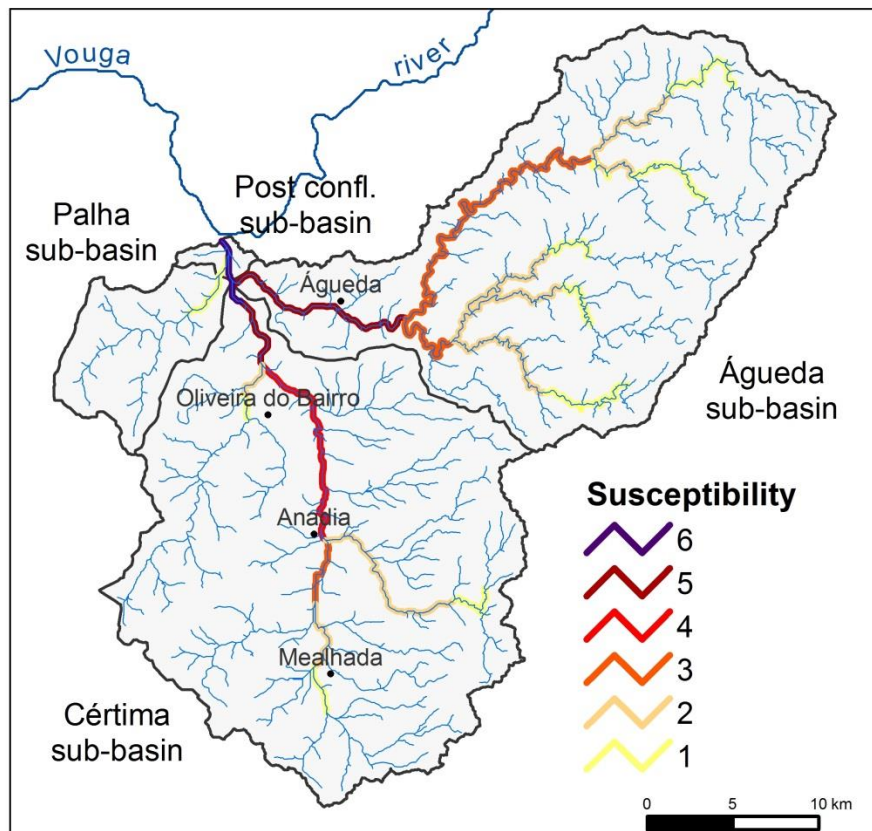 Vouga
river
Post confl.
sub-basin
Palha
sub-basin
Águeda
Águeda
sub-basin
Oliveira do Bairro
Susceptibility
6
5
4
3
2
1
Anadia
Mealhada
Cértima
sub-basin
0 5 10 km